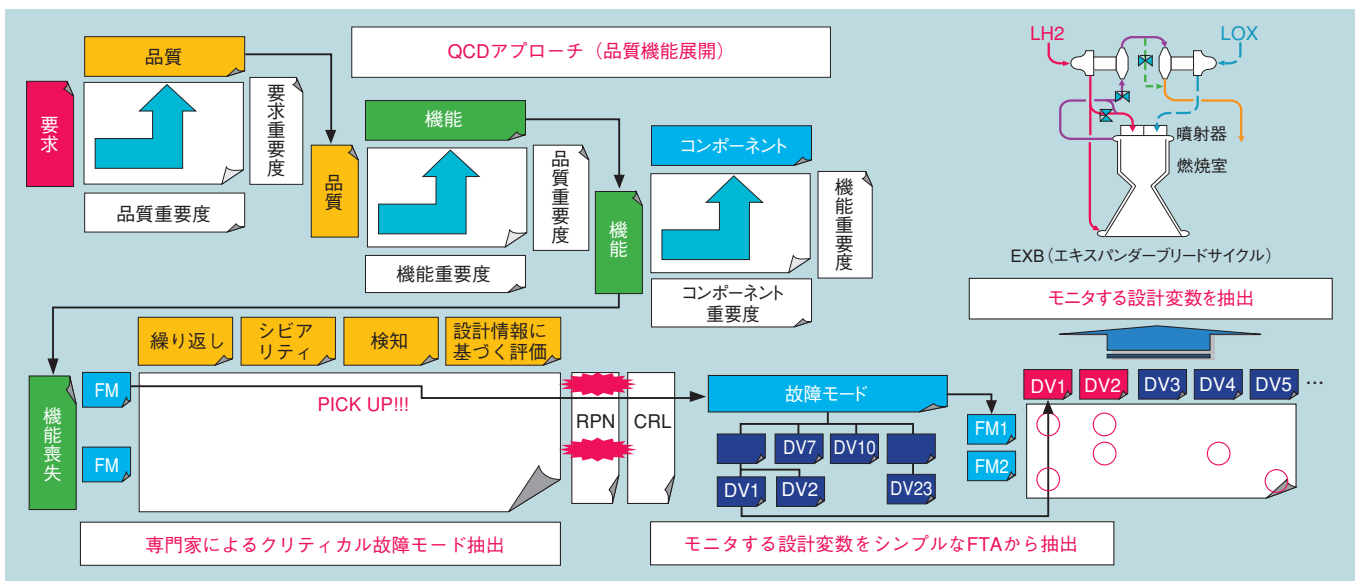 QCDアプローチ（品質機能展開）
品質
要求
要求重要度
品質重要度
品質
機能
品質重要度
機能重要度
機能
コンポーネント
機能重要度
コンポーネント
重要度
LH2
LOX
噴射器
燃焼室
EXB（エキスパンダーブリードサイクル）
モニタする設計変数を抽出
繰り返し
シビア
リティ
検知
設計情報に
基づく評価
機能喪失
FM
FM
PICK UP!!!
RPN
CRL
専門家によるクリティカル故障モード抽出
故障モード
DV7
DV10
DV1
DV2
DV23
FM1
FM2
DV1
DV2
DV3
DV4
DV5
…
モニタする設計変数をシンプルなFTAから抽出